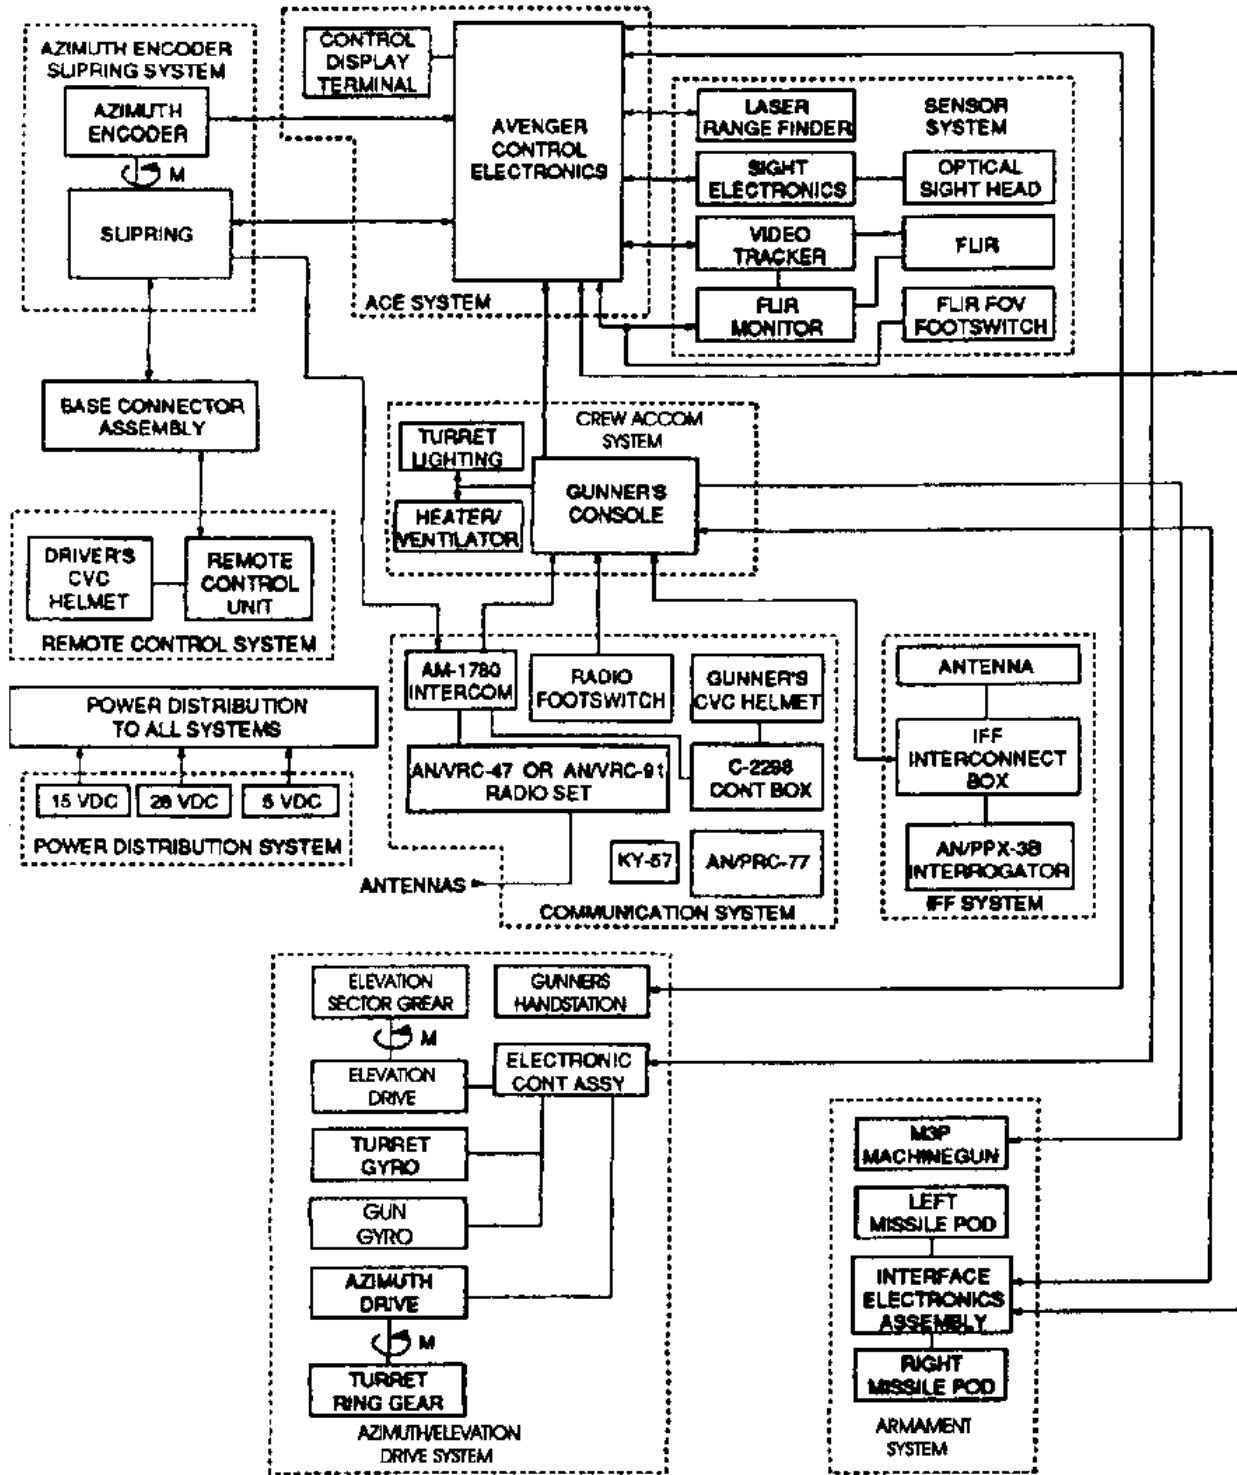 AZIMUTH ENCODER
SLIPRING SYSTEM
AZIMUTH
ENCODER
M
SLIPRING
CONTROL
DISPLAY
TERMINAL
AVENGER
CONTROL
ELECTRONICS
ACE SYSTEM
LASER
RANGE FINDER
SENSOR
SYSTEM
SIGHT
ELECTRONICS
OPTICAL
SIGHT HEAD
VIDEO
TRACKER
FLIR
FLIR
MONITOR
FLIR FOV
FOOTSWITCH
BASE CONNECTOR
ASSEMBLY
CREW ACCOM
SYSTEM
TURRET
LIGHTING
GUNNER'S
CONSOLE
HEATER/
VENTILATOR
DRIVER'S
CVC
HELMET
REMOTE
CONTROL
UNIT
REMOTE CONTROL SYSTEM
AM-1780
INTERCOM
RADIO
FOOTSWITCH
GUNNER'S
CVC HELMET
AN/VRC-47 OR AN/VRC-91
RADIO SET
C-2298
CONT BOX
KY-57
AN/PRC-77
ANTENNAS
COMMUNICATION SYSTEM
ANTENNA
IFF
INTERCONNECT
BOX
AN/PPX-3B
INTERROGATOR
IFF SYSTEM
POWER DISTRIBUTION
TO ALL SYSTEMS
15 VDC
28 VDC
5 VDC
POWER DISTRIBUTION SYSTEM
ELEVATION
SECTOR GREAR
M
GUNNERS
HANDSTATION
ELEVATION
DRIVE
ELECTRONIC
CONT ASSY
TURRET
GYRO
GUN
GYRO
AZIMUTH
DRIVE
M
TURRET
RING GEAR
AZIMUTH/ELEVATION
DRIVE SYSTEM
M3P
MACHINEGUN
LEFT
MISSILE POD
INTERFACE
ELECTRONICS
ASSEMBLY
RIGHT
MISSILE POD
ARMAMENT
SYSTEM